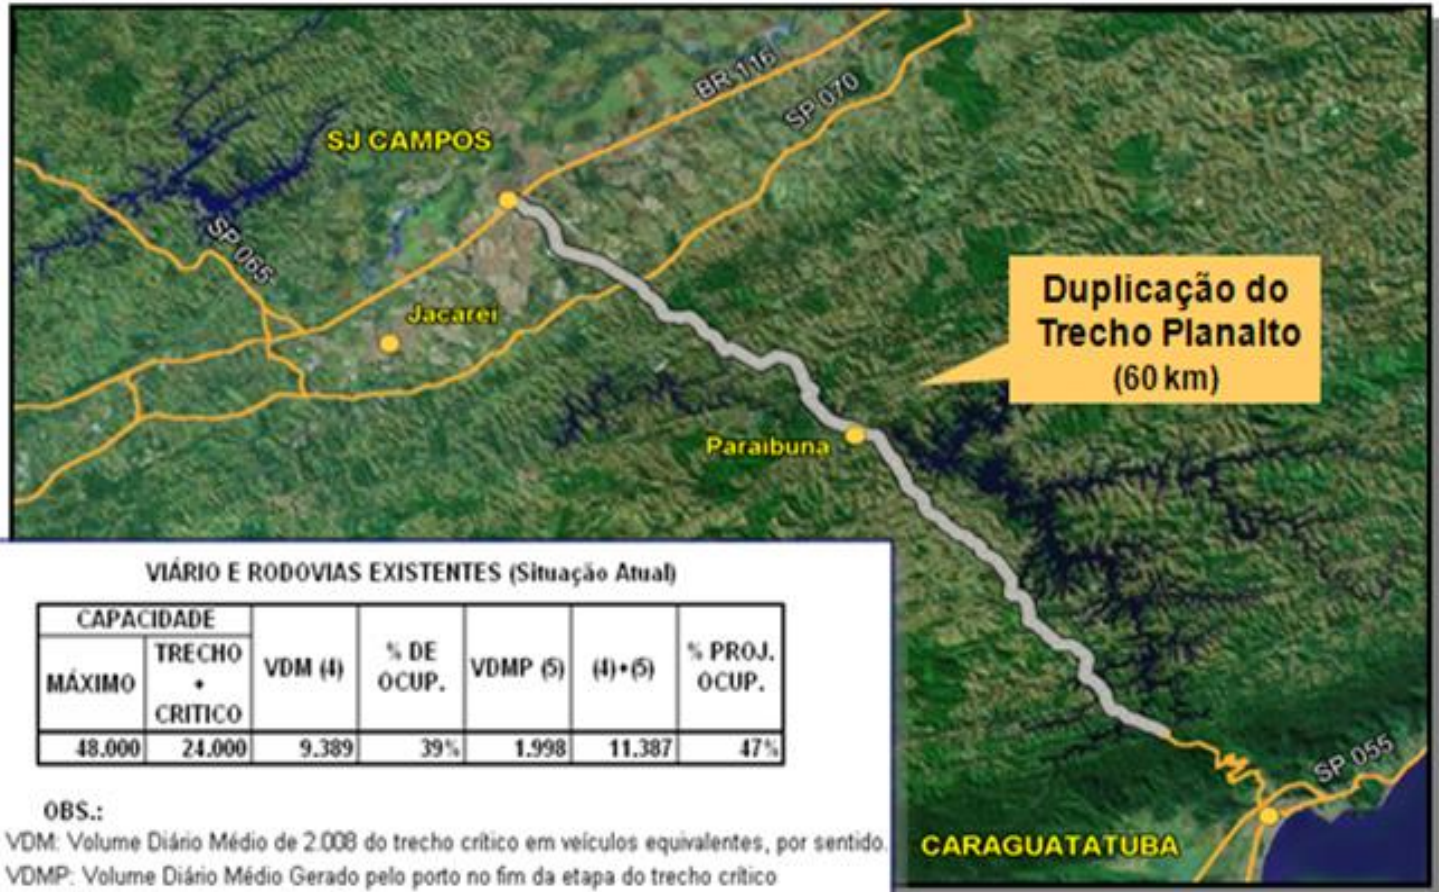 BR 116
SP 070
SJ CAMPOS
SP 065
Jacareí
Duplicação do
Trecho Planalto
(60 km)
Paraibuna
VIÁRIO E RODOVIAS EXISTENTES (Situação Atual)
CAPACIDADE
MÁXIMO TRECHO + CRITICO VDM (4) % DE OCUP. VDMP (5) (4)+(5) % PROJ. OCUP.
48.000 24.000 9.389 39% 1.998 11.387 47%
SP 055
OBS.:
VDM: Volume Diário Médio de 2.008 do trecho crítico em veículos equivalentes, por sentido.
VDMP: Volume Diário Médio Gerado pelo porto no fim da etapa do trecho crítico
CARAGUATATUBA